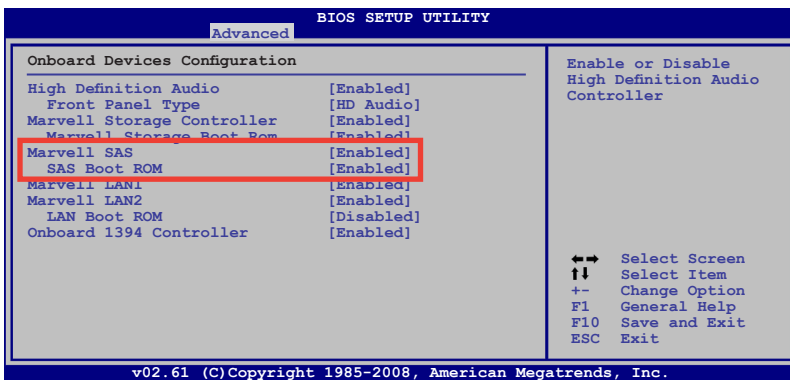 BIOS SETUP UTILITY
Advanced
Onboard Devices Configuration
High Definition Audio [Enabled]
Front Panel Type [HD Audio]
Marvell Storage Controller [Enabled]
Marvell Storage Boot Rom [Enabled]
Marvell SAS [Enabled]
SAS Boot ROM [Enabled]
Marvell LAN1 [Enabled]
Marvell LAN2 [Enabled]
LAN Boot ROM [Disabled]
Onboard 1394 Controller [Enabled]
Enable or Disable
High Definition Audio
Controller
←→ Select Screen
↑↓ Select Item
+- Change Option
F1 General Help
F10 Save and Exit
ESC Exit
v02.61 (C)Copyright 1985-2008, American Megatrends, Inc.